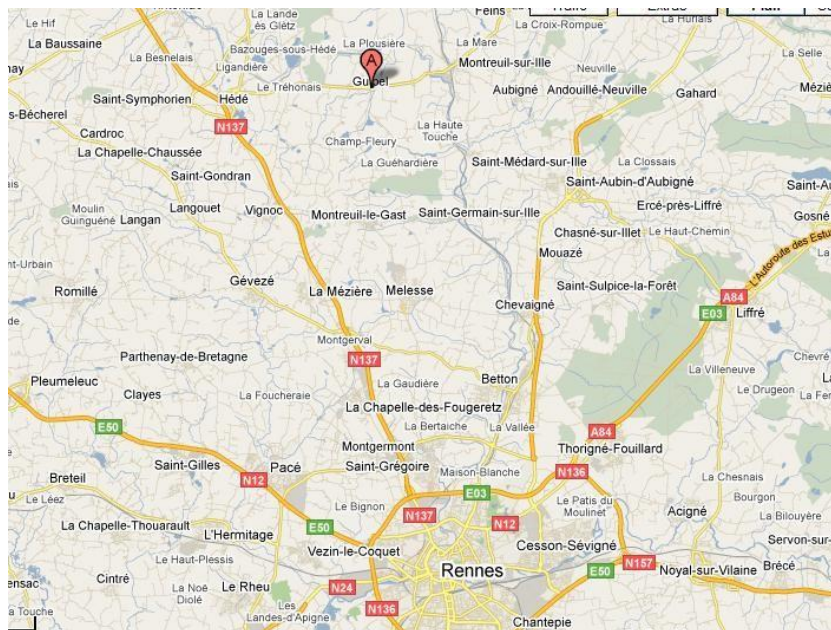 Feins
La Hurlais
Le Hif
La Lande
ès Glétz
La Croix-Rompue
La Baussaine
La Plousière
La Mare
Bazouges-sous-Hédé
La Besnelais
Ligandière
La Selle
Montreuil-sur-Ille
Neuville
Guipel
Le Tréhonais
Aubigné
Andouillé-Neuville
Gahard
Saint-Symphorien
Hédé
s-Bécherel
Cardroc
N137
La Haute
Touche
Champ-Fleury
La Chapelle-Chaussée
La Guéhardière
Saint-Médard-sur-Ille
La Clossais
Saint-Gondran
Saint-Aubin-d'Aubigné
Moulin
Guinguéné
Langan
Langouet
Vignoc
Montreuil-le-Gast
Saint-Germain-sur-Ille
Ercé-près-Liffré
Gosné
Chasné-sur-Illet
Le Haut-Chemin
Mouazé
L'Autoroute des Estu
nt-Urbain
Romillé
Gévezé
La Mézière
Melesse
Saint-Sulpice-la-Forêt
Chevaigné
A84
E03
Liffré
Montgerval
N137
Parthenay-de-Bretagne
Chevré
La Villeneuve
Pleumeleuc
Clayes
La Foucheraie
La Gaudière
Betton
Le Drugeon
La Chapelle-des-Fougeretz
E50
La Bertaiche
La Vallée
A84
Montgermont
Thorigné-Fouillard
Saint-Gilles
Pacé
Saint-Grégoire
Maison-Blanche
N136
Breteil
N12
La Chesnais
Le Léez
E03
Le Patis du
Moulinet
Bourgon
Le Bignon
N137
N12
Acigné
La Bilouyère
La Chapelle-Thouarault
E50
L'Hermitage
Vezin-le-Coquet
Cesson-Sévigné
Servon-sur-
Le Haut-Plessis
Rennes
E50
N157
Noyal-sur-Vilaine
Brécé
Cintré
La Noë
Diolé
Le Rheu
N24
La Touche
Les
Landes-d'Apigne
N136
Chantepie